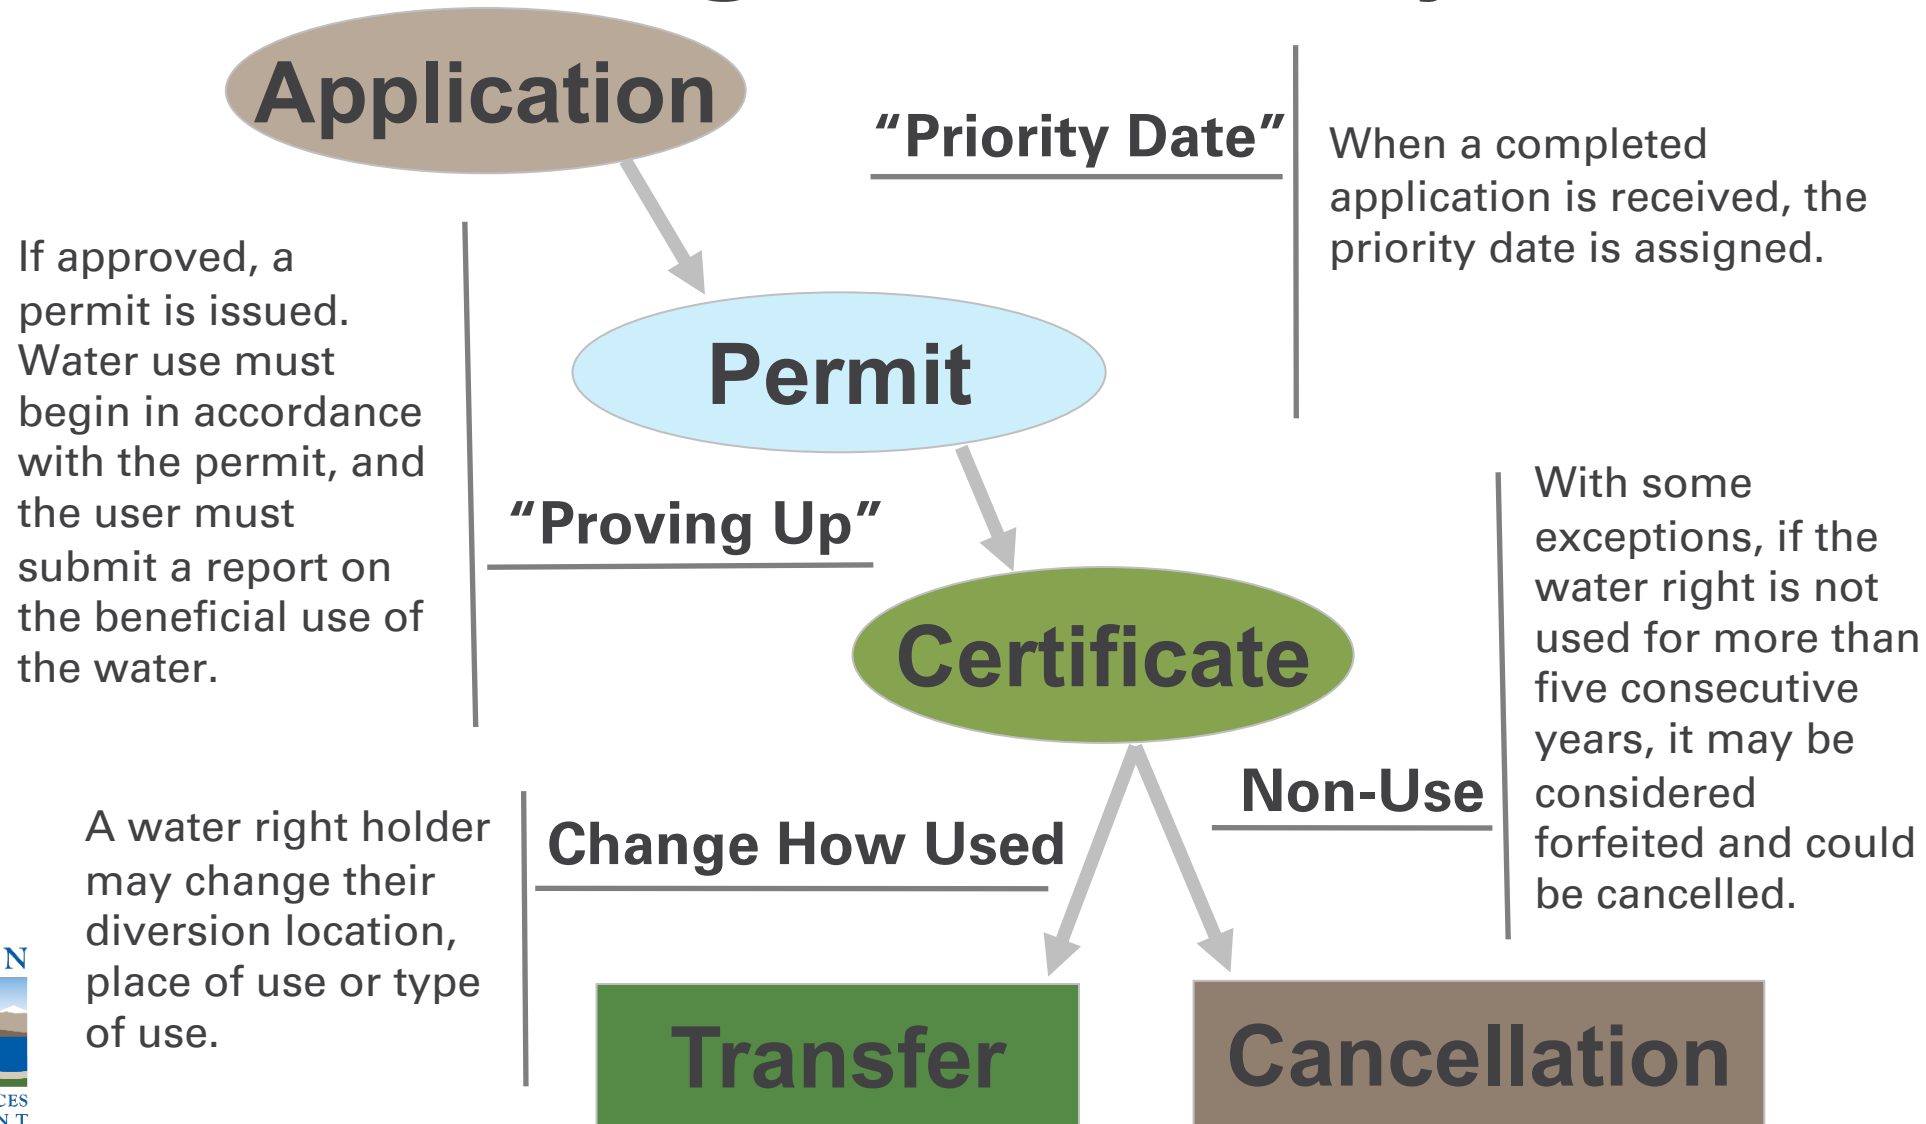 Application
“Priority Date”
When a completed
application is received, the
priority date is assigned.
If approved, a
permit is issued.
Water use must
begin in accordance
with the permit, and
the user must
submit a report on
the beneficial use of
the water.
Permit
“Proving Up”
With some
exceptions, if the
water right is not
used for more than
five consecutive
years, it may be
considered
forfeited and could
be cancelled.
Certificate
Non-Use
Change How Used
A water right holder
may change their
diversion location,
place of use or type
of use.
Transfer
Cancellation
N
CES
N T